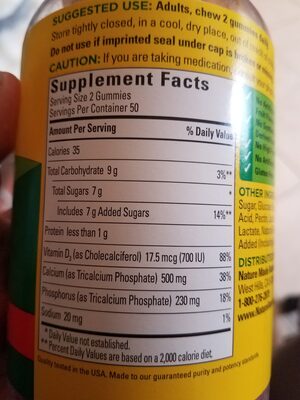 SUGGESTED USE: Adults, chew 2 gummies
Store tightly closed, in a cool, dry place, out of
Do not use if imprinted seal under cap is broken
CAUTION: If you are taking
Supplement Facts
Serving Size 2 Gummies
Servings Per Container 50
Amount Per Serving % Daily Value
Calories 35
Total Carbohydrate 9 g 3%**
Total Sugars 7 g *
Includes 7 g Added Sugars 14%**
Protein less than 1 g
Vitamin D₃ (as Cholecalciferol) 17.5 mcg (700 IU) 88%
Calcium (as Tricalcium Phosphate) 500 mg 38%
Phosphorus (as Tricalcium Phosphate) 230 mg 18%
Sodium 20 mg 1%
* Daily Value not established.
** Percent Daily Values are based on a 2,000 calorie diet.
Quality tested in the USA. Made to our guaranteed purity and potency standards.
OTHER
Sugar,
Acid,
Lactate,
Added
Nature Made
West Hills,
1-800-276-